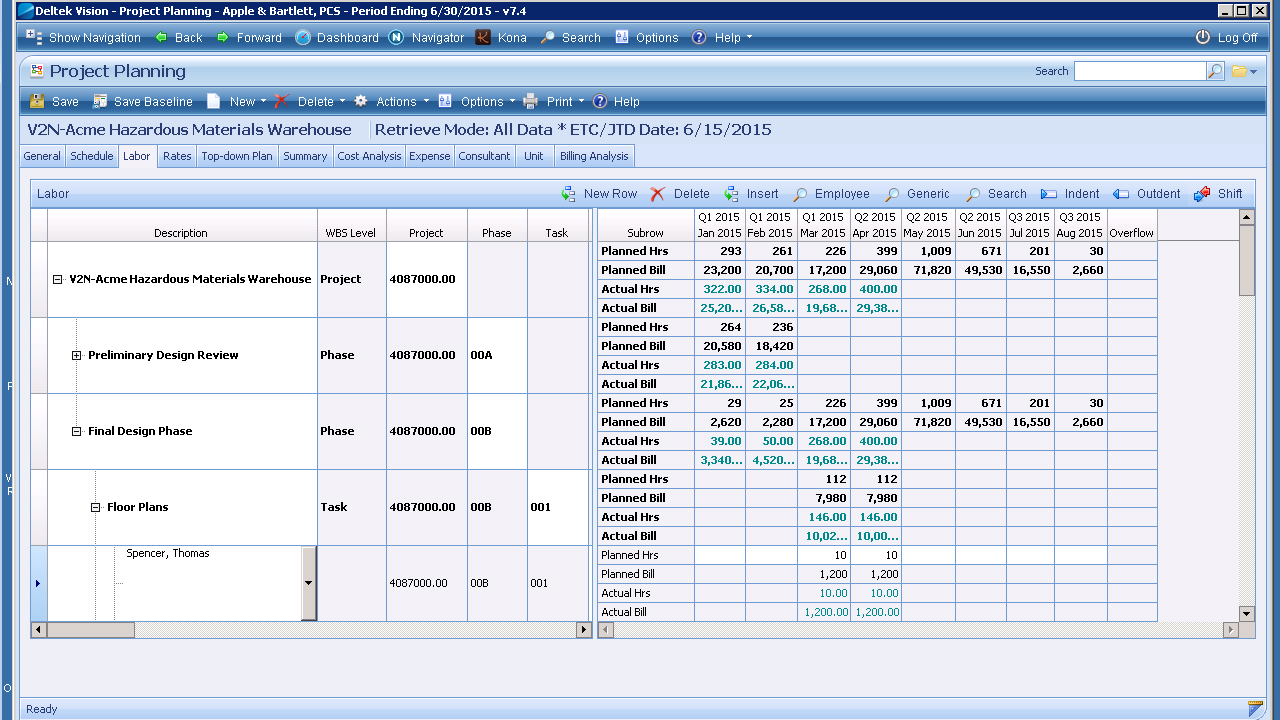 Deltek Vision - Project Planning - Apple & Bartlett, PCS - Period Ending 6/30/2015 - v7.4
Show Navigation Back Forward Dashboard Navigator Kona Search Options Help Log Off
Project Planning Search
Save Save Baseline New Delete Actions Options Print Help
V2N-Acme Hazardous Materials Warehouse Retrieve Mode: All Data * ETC/JTD Date: 6/15/2015
General Schedule Labor Rates Top-down Plan Summary Cost Analysis Expense Consultant Unit Billing Analysis
Labor New Row Delete Insert Employee Generic Search Indent Outdent Shift
Q1 2015 Q1 2015 Q1 2015 Q2 2015 Q2 2015 Q2 2015 Q3 2015 Q3 2015
Description WBS Level Project Phase Task Subrow Jan 2015 Feb 2015 Mar 2015 Apr 2015 May 2015 Jun 2015 Jul 2015 Aug 2015 Overflow
Planned Hrs 293 261 226 399 1,009 671 201 30
Planned Bill 23,200 20,700 17,200 29,060 71,820 49,530 16,550 2,660
V2N-Acme Hazardous Materials Warehouse Project 4087000.00
Actual Hrs 322.00 334.00 268.00 400.00
Actual Bill 25,20... 26,58... 19,68... 29,38...
Planned Hrs 264 236
Planned Bill 20,580 18,420
Preliminary Design Review Phase 4087000.00 00A
Actual Hrs 283.00 284.00
Actual Bill 21,86... 22,06...
Planned Hrs 29 25 226 399 1,009 671 201 30
Planned Bill 2,620 2,280 17,200 29,060 71,820 49,530 16,550 2,660
Final Design Phase Phase 4087000.00 00B
Actual Hrs 39.00 50.00 268.00 400.00
Actual Bill 3,340... 4,520... 19,68... 29,38...
Planned Hrs 112 112
Planned Bill 7,980 7,980
Floor Plans Task 4087000.00 00B 001
Actual Hrs 146.00 146.00
Actual Bill 10,02... 10,00...
Spencer, Thomas Planned Hrs 10 10
Planned Bill 1,200 1,200
4087000.00 00B 001
Actual Hrs 10.00 10.00
Actual Bill 1,200.00 1,200.00
Ready